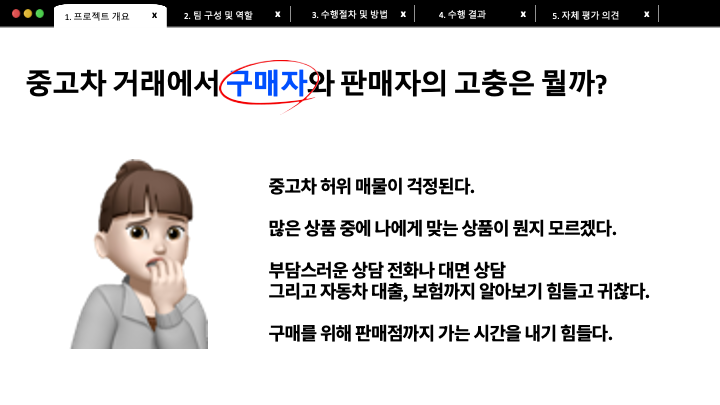 1. 프로젝트 개요 x
2. 팀 구성 및 역할 x
3. 수행절차 및 방법 x
4. 수행 결과 x
5. 자체 평가 의견 x
중고차 거래에서 구매자와 판매자의 고충은 뭘까?
중고차 허위 매물이 걱정된다.
많은 상품 중에 나에게 맞는 상품이 뭔지 모르겠다.
부담스러운 상담 전화나 대면 상담
그리고 자동차 대출, 보험까지 알아보기 힘들고 귀찮다.
구매를 위해 판매점까지 가는 시간을 내기 힘들다.